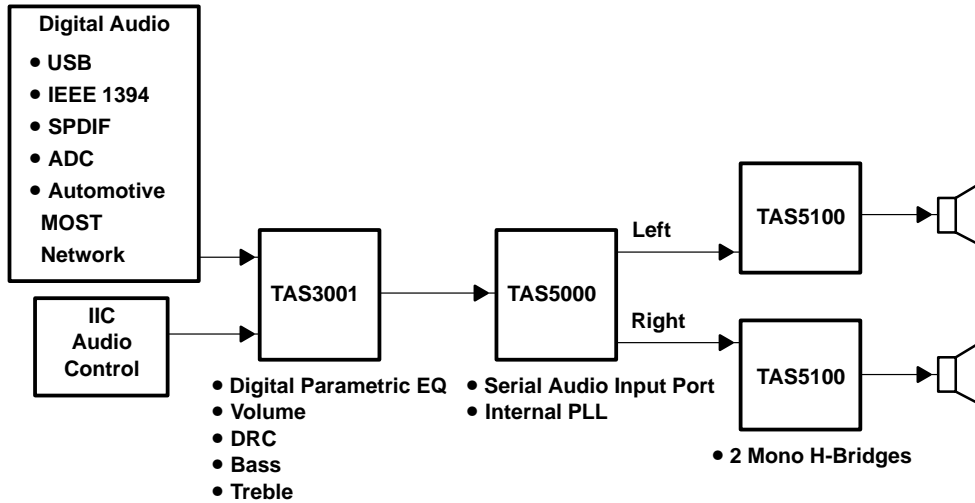 Digital Audio
• USB
• IEEE 1394
• SPDIF
• ADC
• Automotive
MOST
Network
IIC
Audio
Control
TAS3001
• Digital Parametric EQ
• Volume
• DRC
• Bass
• Treble
TAS5000
• Serial Audio Input Port
• Internal PLL
Left
Right
TAS5100
TAS5100
• 2 Mono H-Bridges